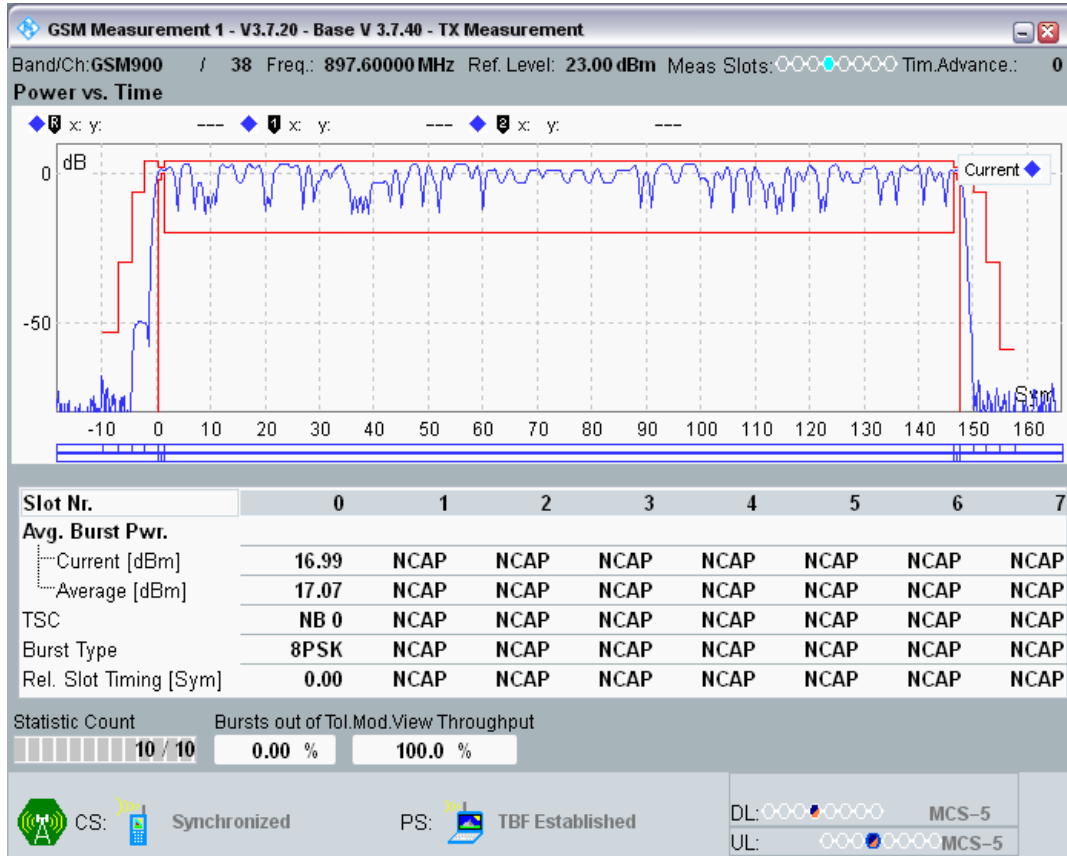 GSM Measurement 1 - V3.7.20 - Base V 3.7.40 - TX Measurement
Band/Ch:GSM900 / 38 Freq.: 897.60000 MHz Ref. Level: 23.00 dBm Meas Slots: Tim.Advance.: 0
Power vs. Time
R x: y: --- 1 x: y: --- 2 x: y: ---
dB
0
Current
-50
Sym
-10 0 10 20 30 40 50 60 70 80 90 100 110 120 130 140 150 160
Slot Nr. 0 1 2 3 4 5 6 7
Avg. Burst Pwr.
Current [dBm] 16.99 NCAP NCAP NCAP NCAP NCAP NCAP NCAP
Average [dBm] 17.07 NCAP NCAP NCAP NCAP NCAP NCAP NCAP
TSC NB 0 NCAP NCAP NCAP NCAP NCAP NCAP NCAP
Burst Type 8PSK NCAP NCAP NCAP NCAP NCAP NCAP NCAP
Rel. Slot Timing [Sym] 0.00 NCAP NCAP NCAP NCAP NCAP NCAP NCAP
Statistic Count Bursts out of Tol. Mod.View Throughput
10 / 10 0.00 % 100.0 %
CS: Synchronized PS: TBF Established
DL: MCS-5
UL: MCS-5